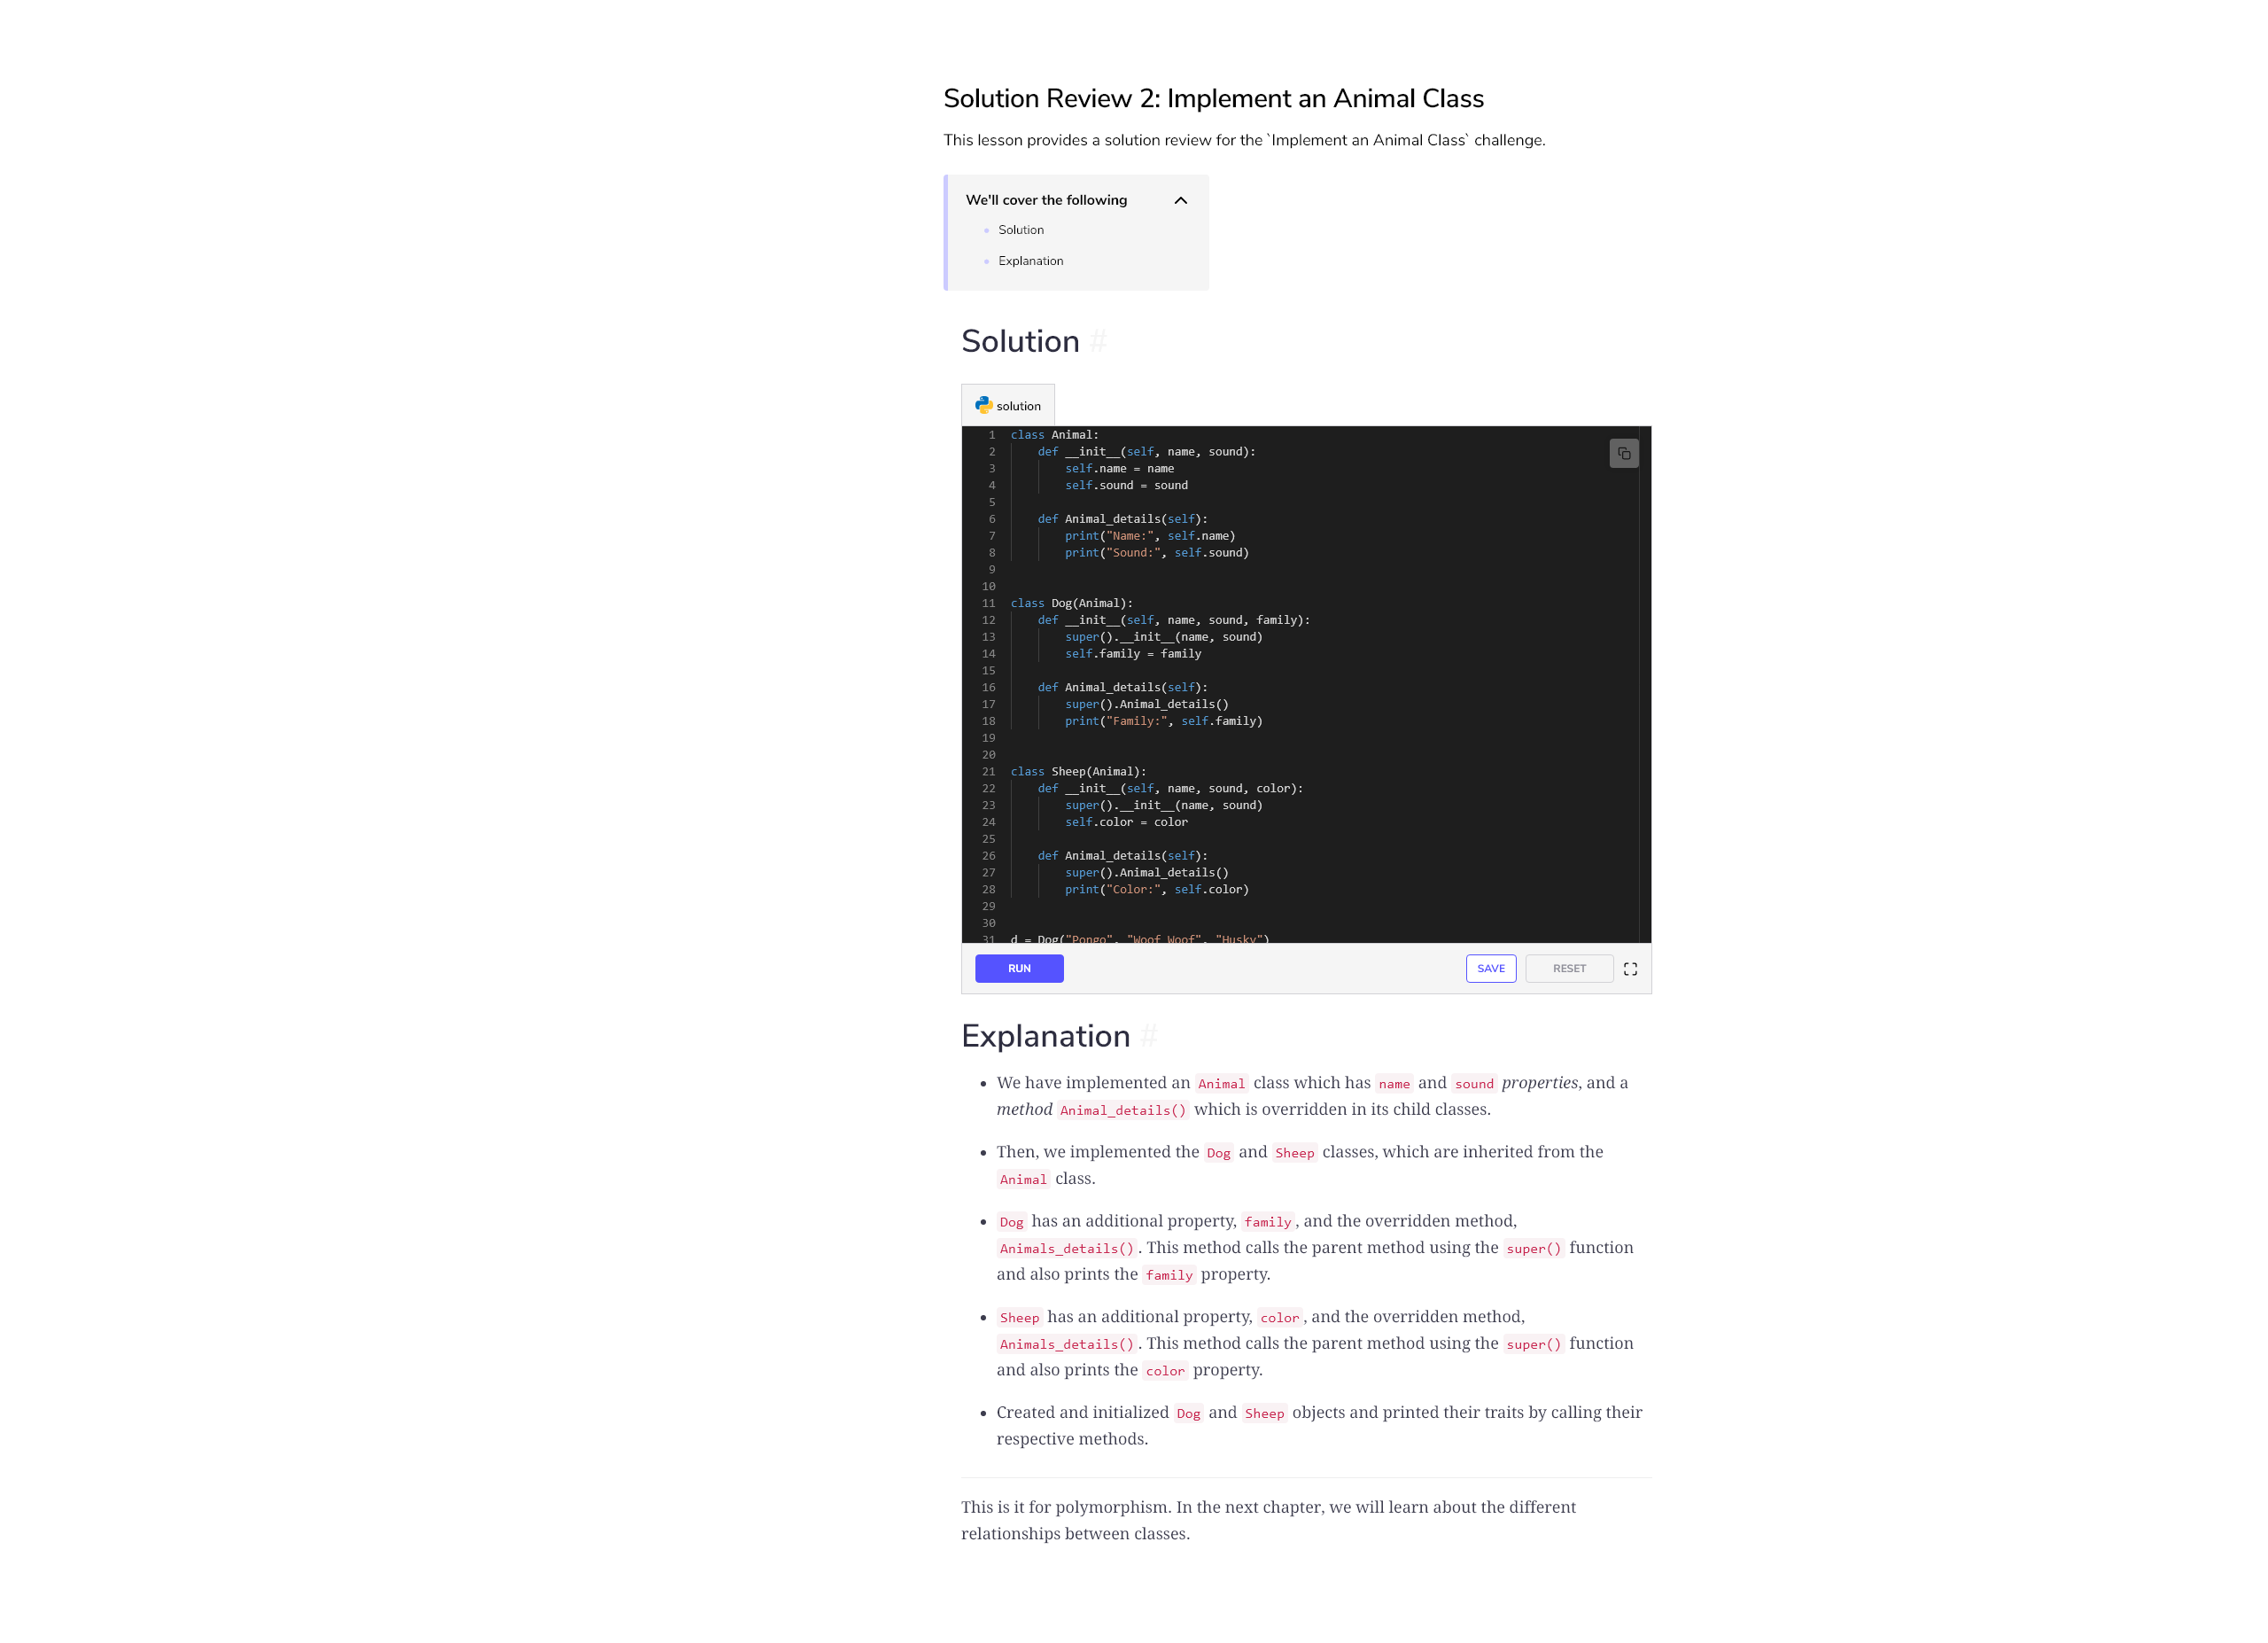 Solution Review 2: Implement an Animal Class
This lesson provides a solution review for the `Implement an Animal Class` challenge.
We'll cover the following
Solution
Explanation
Solution #
solution
1 class Animal:
2     def __init__(self, name, sound):
3         self.name = name
4         self.sound = sound
5
6     def Animal_details(self):
7         print("Name:", self.name)
8         print("Sound:", self.sound)
9
10
11 class Dog(Animal):
12     def __init__(self, name, sound, family):
13         super().__init__(name, sound)
14         self.family = family
15
16     def Animal_details(self):
17         super().Animal_details()
18         print("Family:", self.family)
19
20
21 class Sheep(Animal):
22     def __init__(self, name, sound, color):
23         super().__init__(name, sound)
24         self.color = color
25
26     def Animal_details(self):
27         super().Animal_details()
28         print("Color:", self.color)
29
30
31 d = Dog("Pongo", "Woof Woof", "Husky")
RUN SAVE RESET
Explanation #
• We have implemented an Animal class which has name and sound properties, and a
method Animal_details() which is overridden in its child classes.
• Then, we implemented the Dog and Sheep classes, which are inherited from the
Animal class.
• Dog has an additional property, family, and the overridden method,
Animals_details(). This method calls the parent method using the super() function
and also prints the family property.
• Sheep has an additional property, color, and the overridden method,
Animals_details(). This method calls the parent method using the super() function
and also prints the color property.
• Created and initialized Dog and Sheep objects and printed their traits by calling their
respective methods.
This is it for polymorphism. In the next chapter, we will learn about the different
relationships between classes.